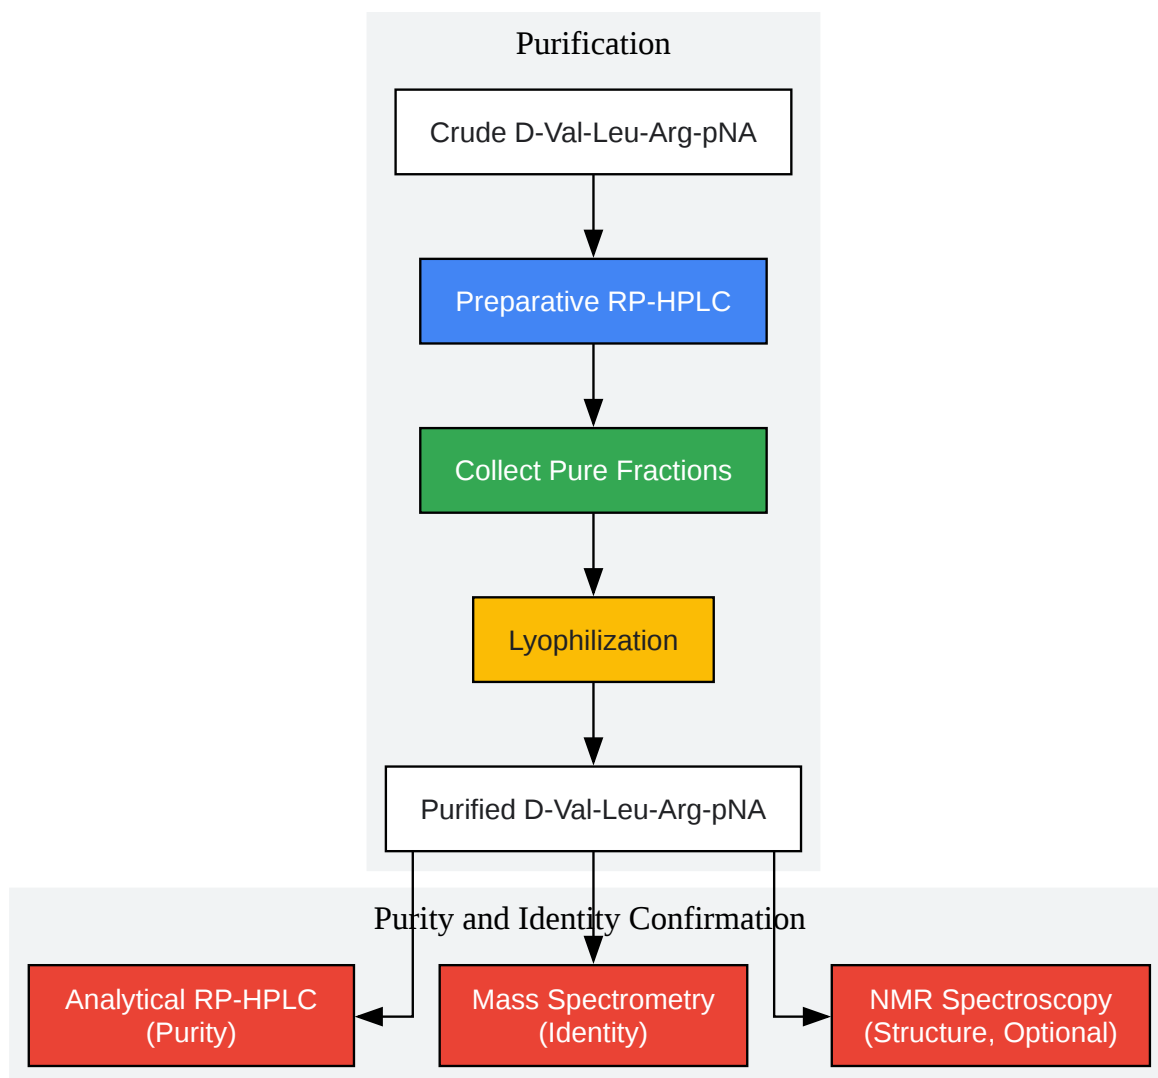 Purification
Crude D-Val-Leu-Arg-pNA
Preparative RP-HPLC
Collect Pure Fractions
Lyophilization
Purified D-Val-Leu-Arg-pNA
Purity and Identity Confirmation
Analytical RP-HPLC
(Purity)
Mass Spectrometry
(Identity)
NMR Spectroscopy
(Structure, Optional)